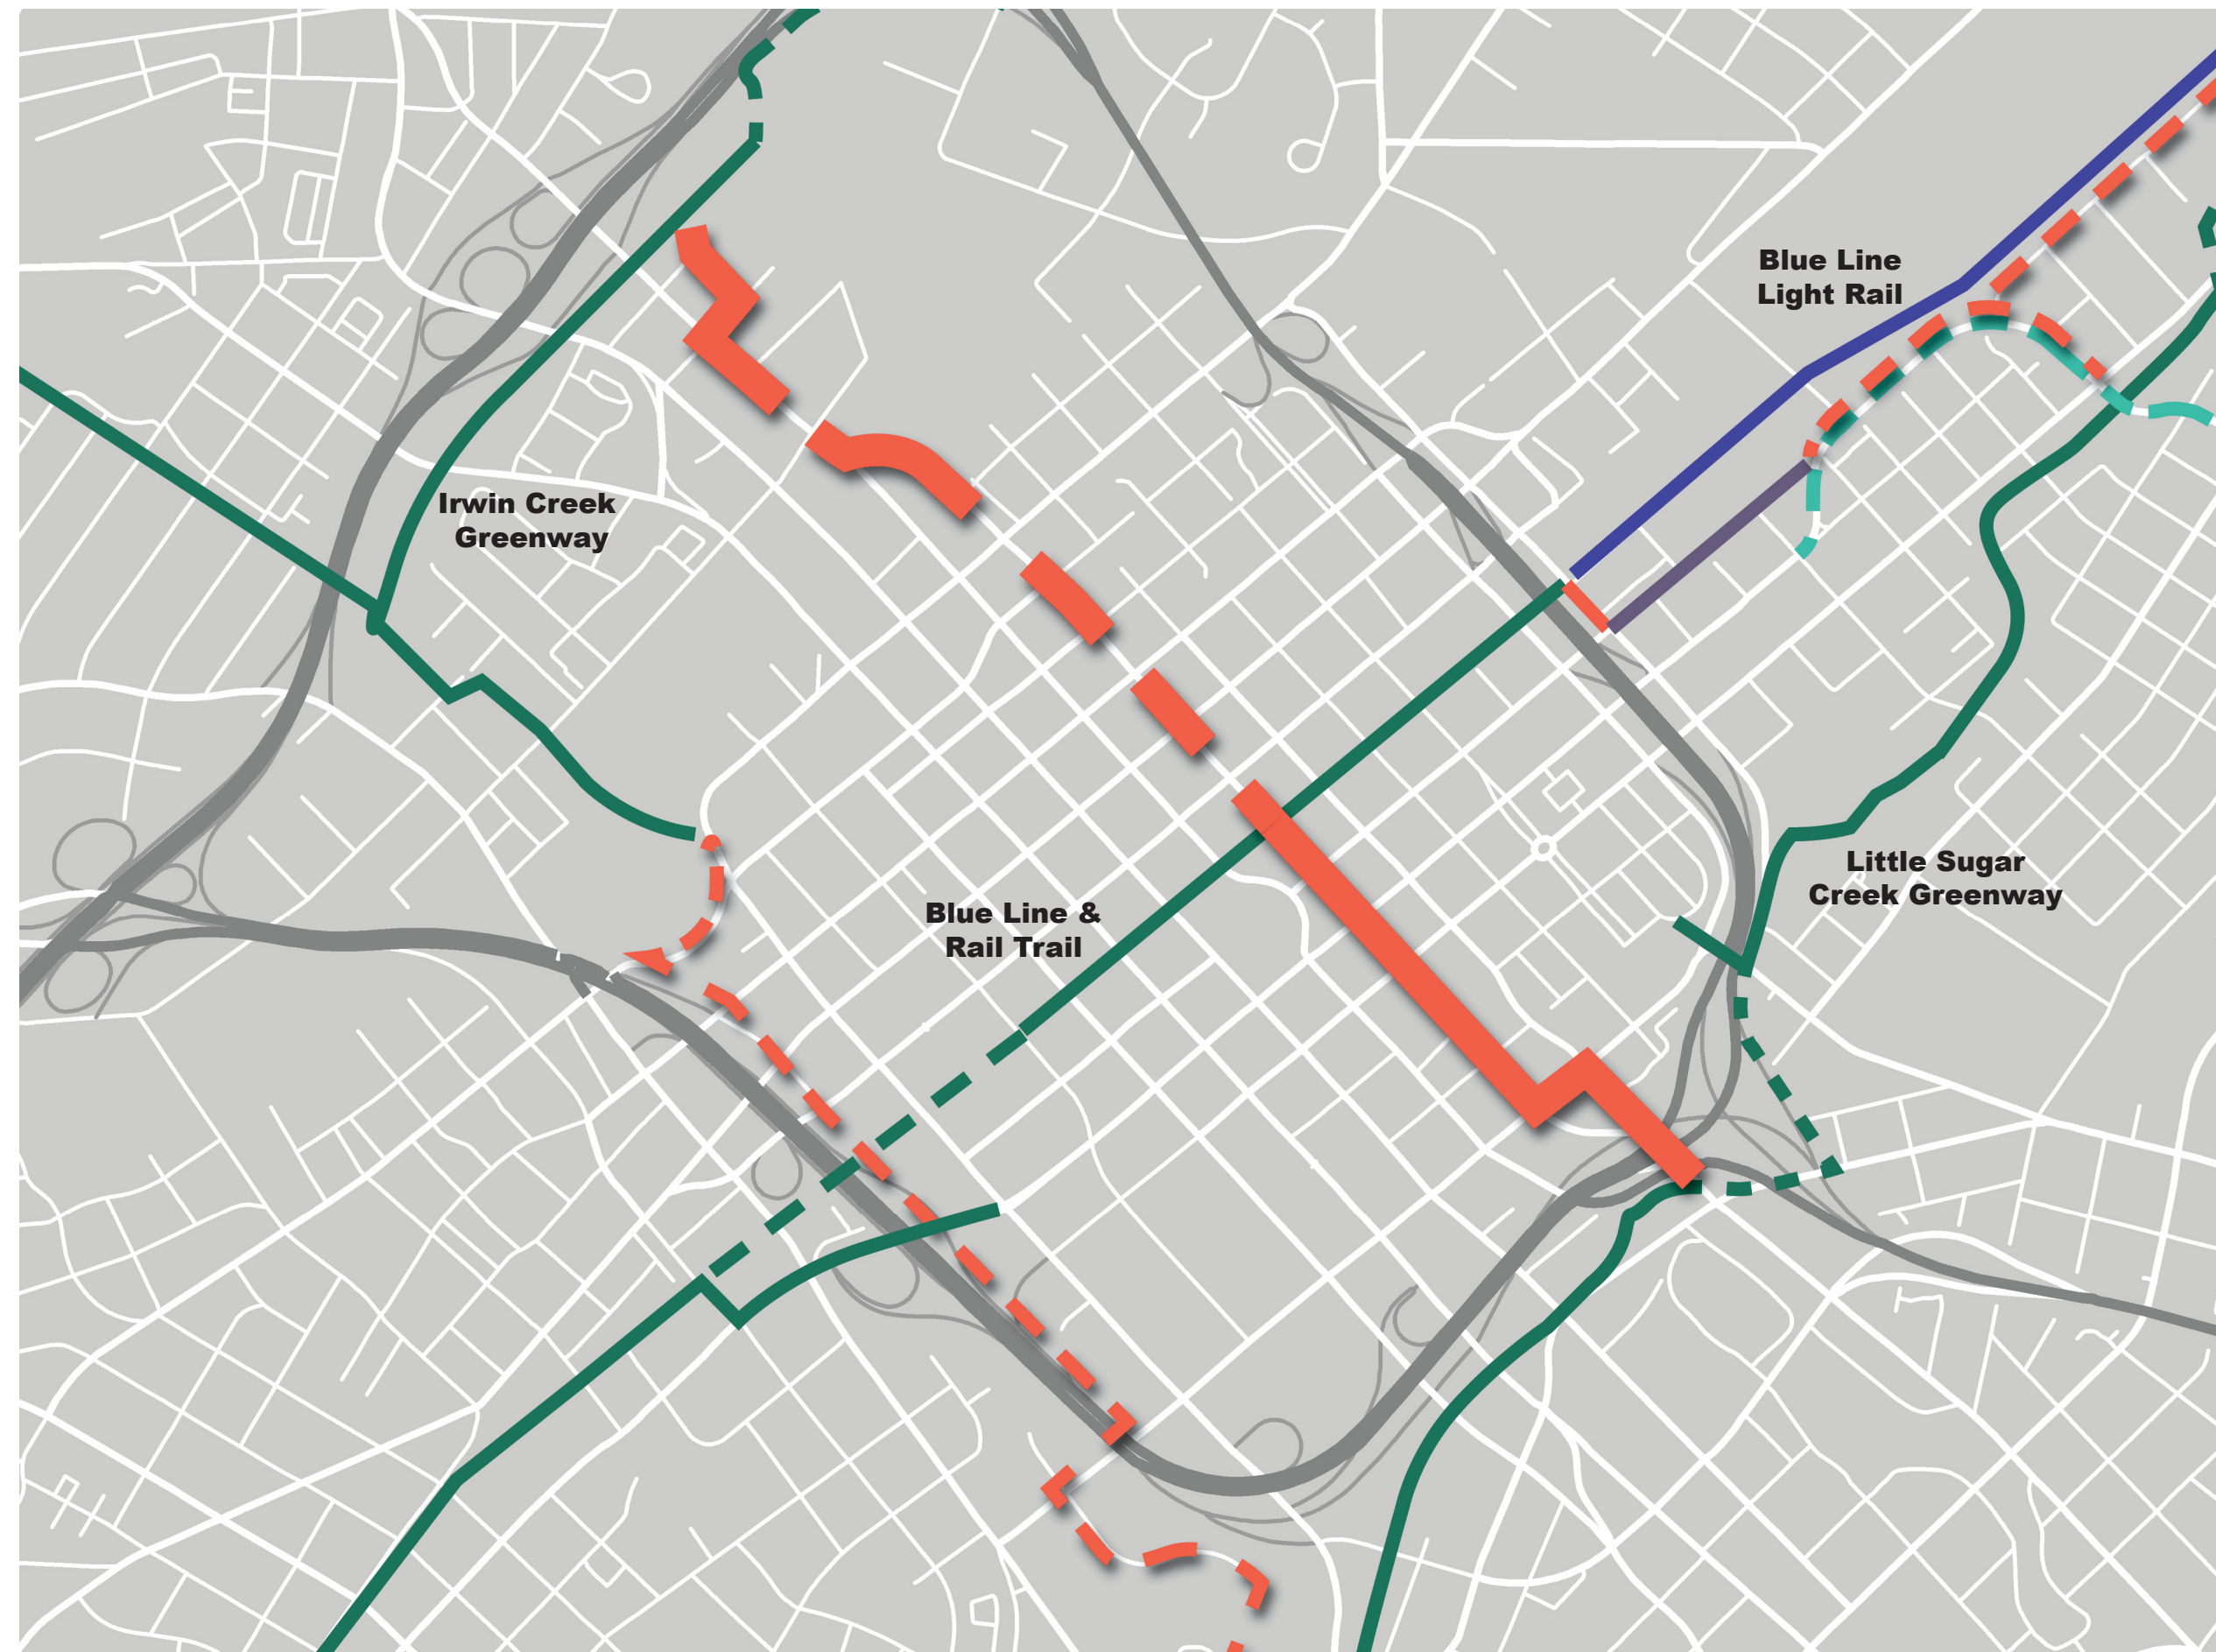 Blue Line
Light Rail
Irwin Creek
Greenway
Little Sugar
Creek Greenway
Blue Line &
Rail Trail